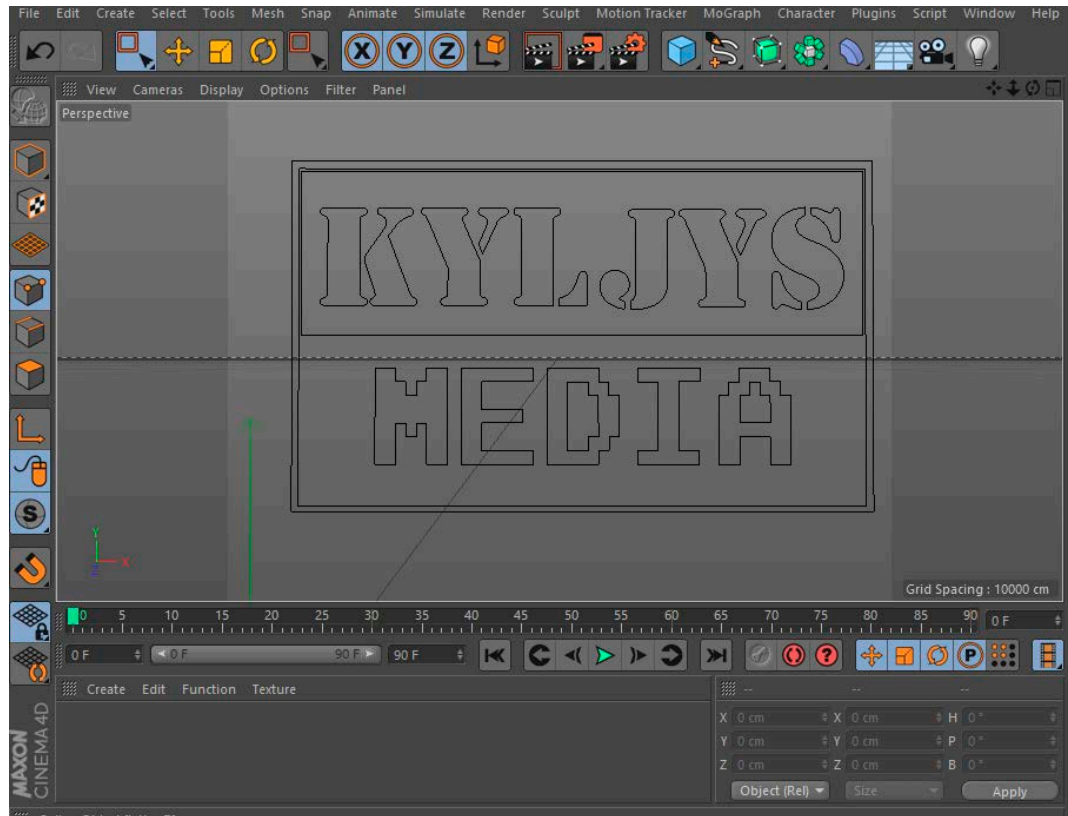 File Edit Create Select Tools Mesh Snap Animate Simulate Render Sculpt Motion Tracker MoGraph Character Plugins Script Window Help
X Y Z
View Cameras Display Options Filter Panel
Perspective
KYLJYS
MEDIA
S
Y
X
Z
Grid Spacing : 10000 cm
0 5 10 15 20 25 30 35 40 45 50 55 60 65 70 75 80 85 90 0 F
0 F 0 F 90 F 90 F ? P
Create Edit Function Texture
-- -- --
X 0 cm X 0 cm H 0 °
Y 0 cm Y 0 cm P 0 °
Z 0 cm Z 0 cm B 0 °
Object (Rel) Size Apply
MAXON
CINEMA 4D